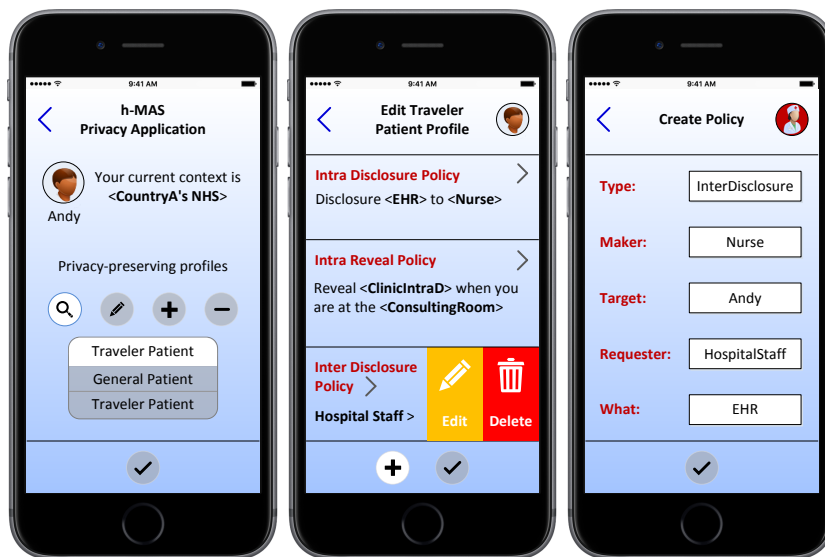 9:41 AM
h-MAS
Privacy Application
Your current context is
<CountryA's NHS>
Andy
Privacy-preserving profiles
Traveler Patient
General Patient
Traveler Patient
9:41 AM
Edit Traveler
Patient Profile
Intra Disclosure Policy
Disclosure <EHR> to <Nurse>
Intra Reveal Policy
Reveal <ClinicIntraD> when you
are at the <ConsultingRoom>
Inter Disclosure
Policy
Hospital Staff >
Edit
Delete
9:41 AM
Create Policy
Type: InterDisclosure
Maker: Nurse
Target: Andy
Requester: HospitalStaff
What: EHR